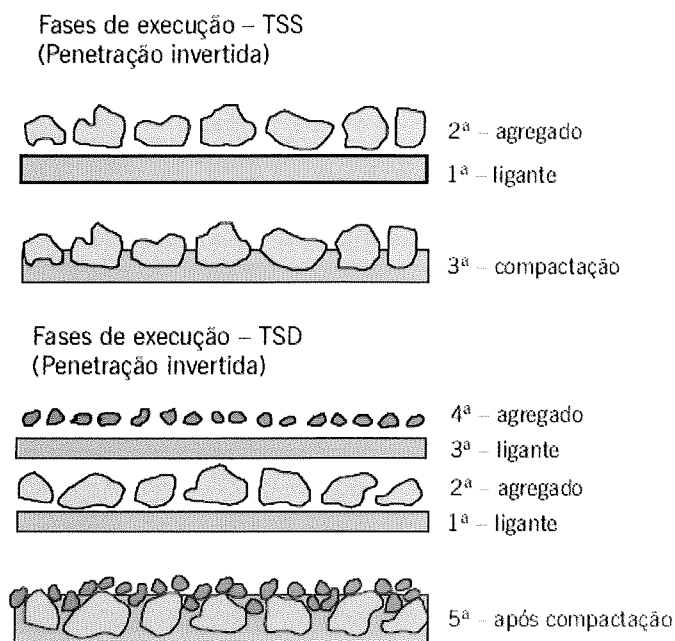 Fases de execução – TSS
(Penetração invertida)
2ª – agregado
1ª – ligante
3ª – compactação
Fases de execução – TSD
(Penetração invertida)
4ª – agregado
3ª – ligante
2ª – agregado
1ª – ligante
5ª – após compactação